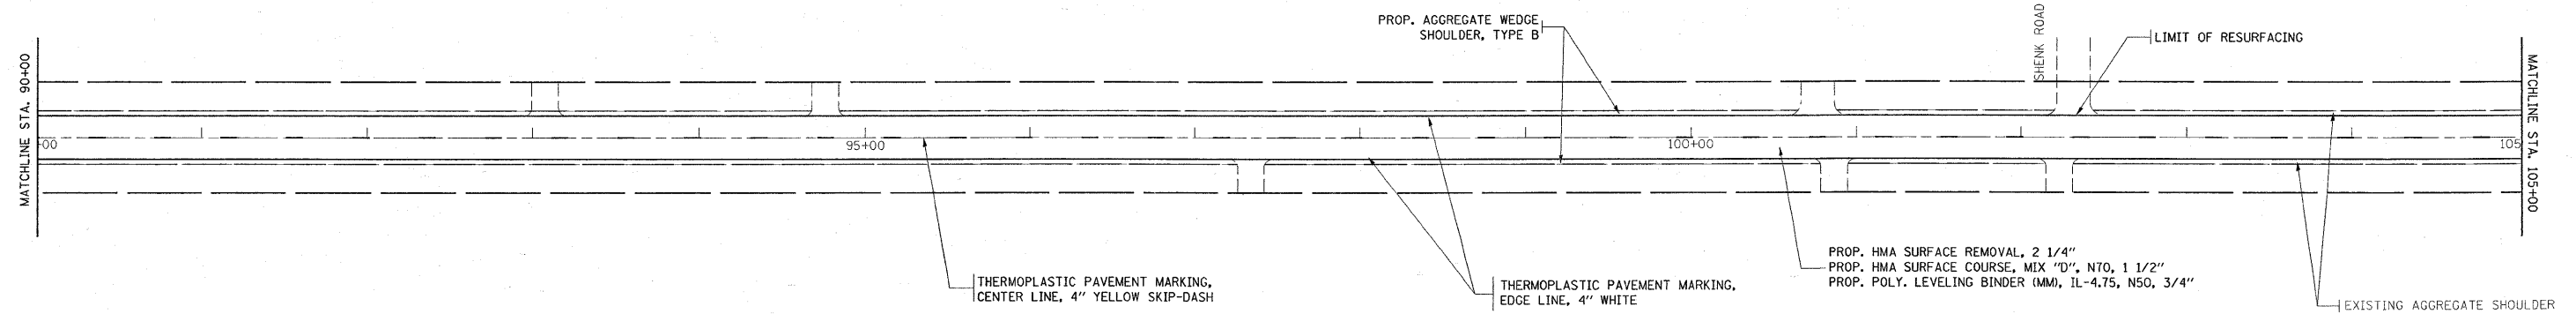 PROP. AGGREGATE WEDGE
SHOULDER, TYPE B
SHENK ROAD
LIMIT OF RESURFACING
MATCHLINE STA. 90+00
MATCHLINE STA. 105+00
+00
95+00
100+00
105
THERMOPLASTIC PAVEMENT MARKING,
CENTER LINE, 4" YELLOW SKIP-DASH
THERMOPLASTIC PAVEMENT MARKING,
EDGE LINE, 4" WHITE
PROP. HMA SURFACE REMOVAL, 2 1/4"
PROP. HMA SURFACE COURSE, MIX "D", N70, 1 1/2"
PROP. POLY. LEVELING BINDER (MM), IL-4.75, N50, 3/4"
EXISTING AGGREGATE SHOULDER